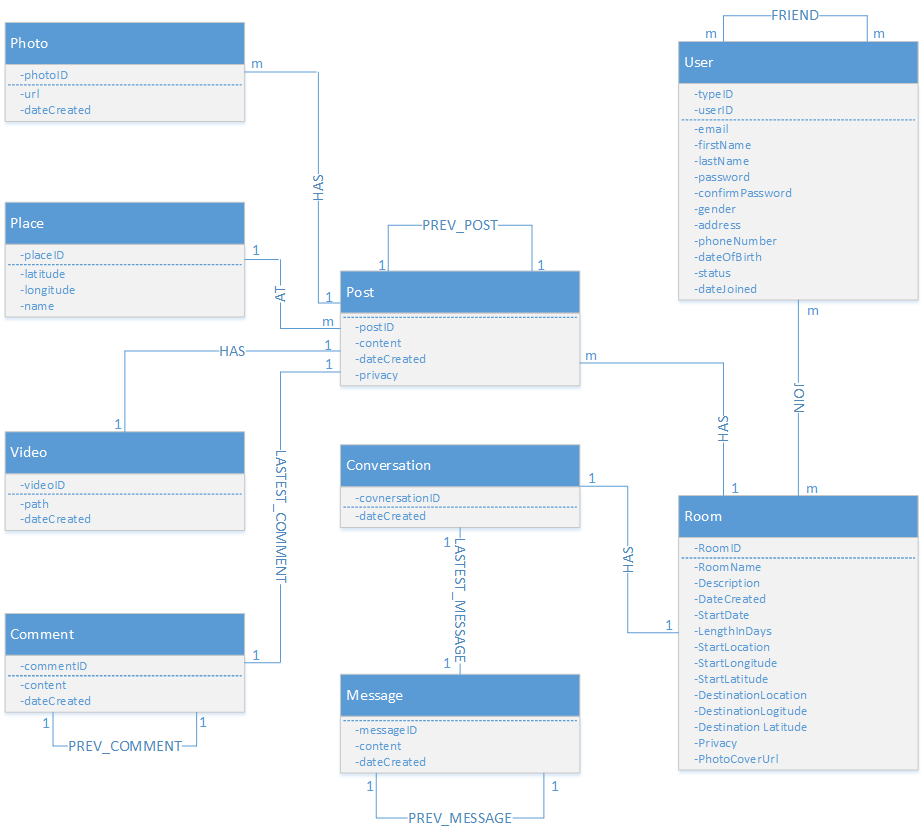 FRIEND
m
m
Photo
-photoID
-url
-dateCreated
m
HAS
1
User
-typeID
-userID
-email
-firstName
-lastName
-password
-confirmPassword
-gender
-address
-phoneNumber
-dateOfBirth
-status
-dateJoined
m
JOIN
m
Place
-placeID
-latitude
-longitude
-name
1
AT
m
PREV_POST
1
1
Post
-postID
-content
-dateCreated
-privacy
1
HAS
1
1
LASTEST_COMMENT
1
m
HAS
1
Video
-videoID
-path
-dateCreated
Conversation
-covnersationID
-dateCreated
1
HAS
1
1
LASTEST_MESSAGE
1
Room
-RoomID
-RoomName
-Description
-DateCreated
-StartDate
-LengthInDays
-StartLocation
-StartLongitude
-StartLatitude
-DestinationLocation
-DestinationLogitude
-Destination Latitude
-Privacy
-PhotoCoverUrl
Comment
-commentID
-content
-dateCreated
1
1
PREV_COMMENT
Message
-messageID
-content
-dateCreated
1
1
PREV_MESSAGE